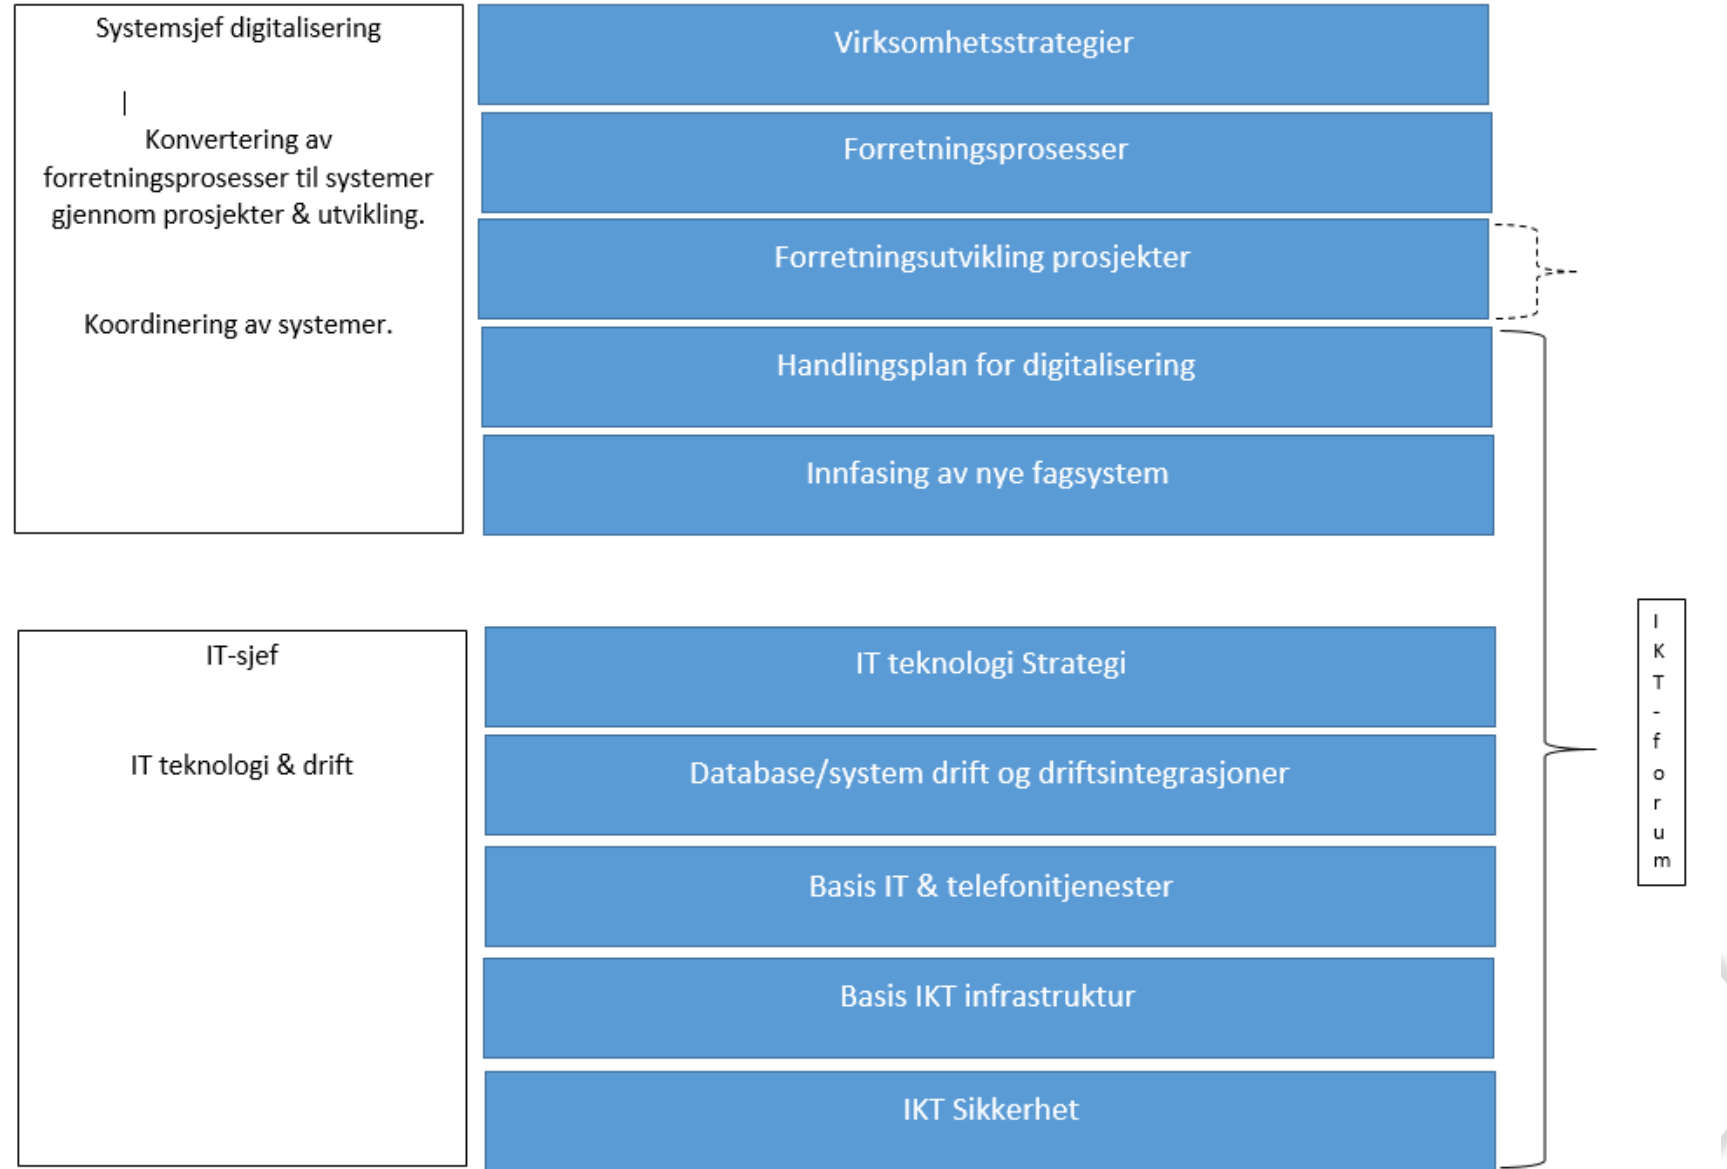 Systemsjef digitalisering
Konvertering av
forretningsprosesser til systemer
gjennom prosjekter & utvikling.
Koordinering av systemer.
Virksomhetsstrategier
Forretningsprosesser
Forretningsutvikling prosjekter
Handlingsplan for digitalisering
Innfasing av nye fagsystem
IT-sjef
IT teknologi & drift
IT teknologi Strategi
Database/system drift og driftsintegrasjoner
Basis IT & telefonitjenester
Basis IKT infrastruktur
IKT Sikkerhet
IKT-forum